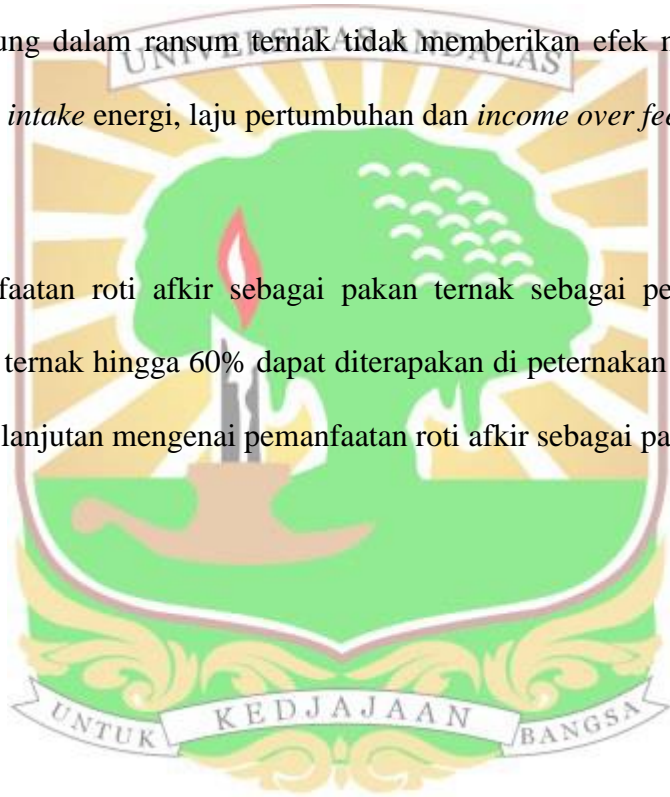 ung dalam ransum ternak tidak memberikan efek n
UNIVERSITAS ANDALAS
intake energi, laju pertumbuhan dan income over fee
faatan roti afkir sebagai pakan ternak sebagai pe
ternak hingga 60% dapat diterapakan di peternakan
lanjutan mengenai pemanfaatan roti afkir sebagai pa
UNTUK KEDJAJAAN BANGSA